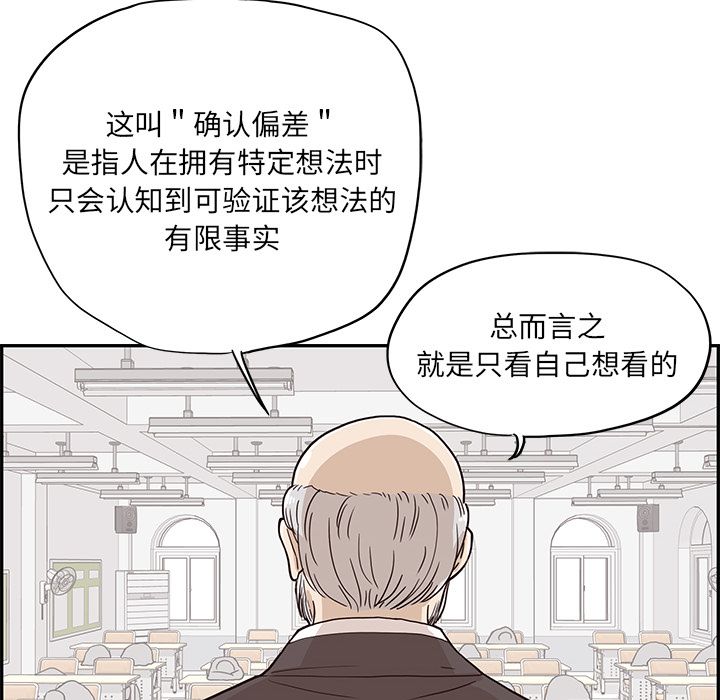 这叫＂确认偏差＂
是指人在拥有特定想法时
只会认知到可验证该想法的
有限事实
总而言之
就是只看自己想看的